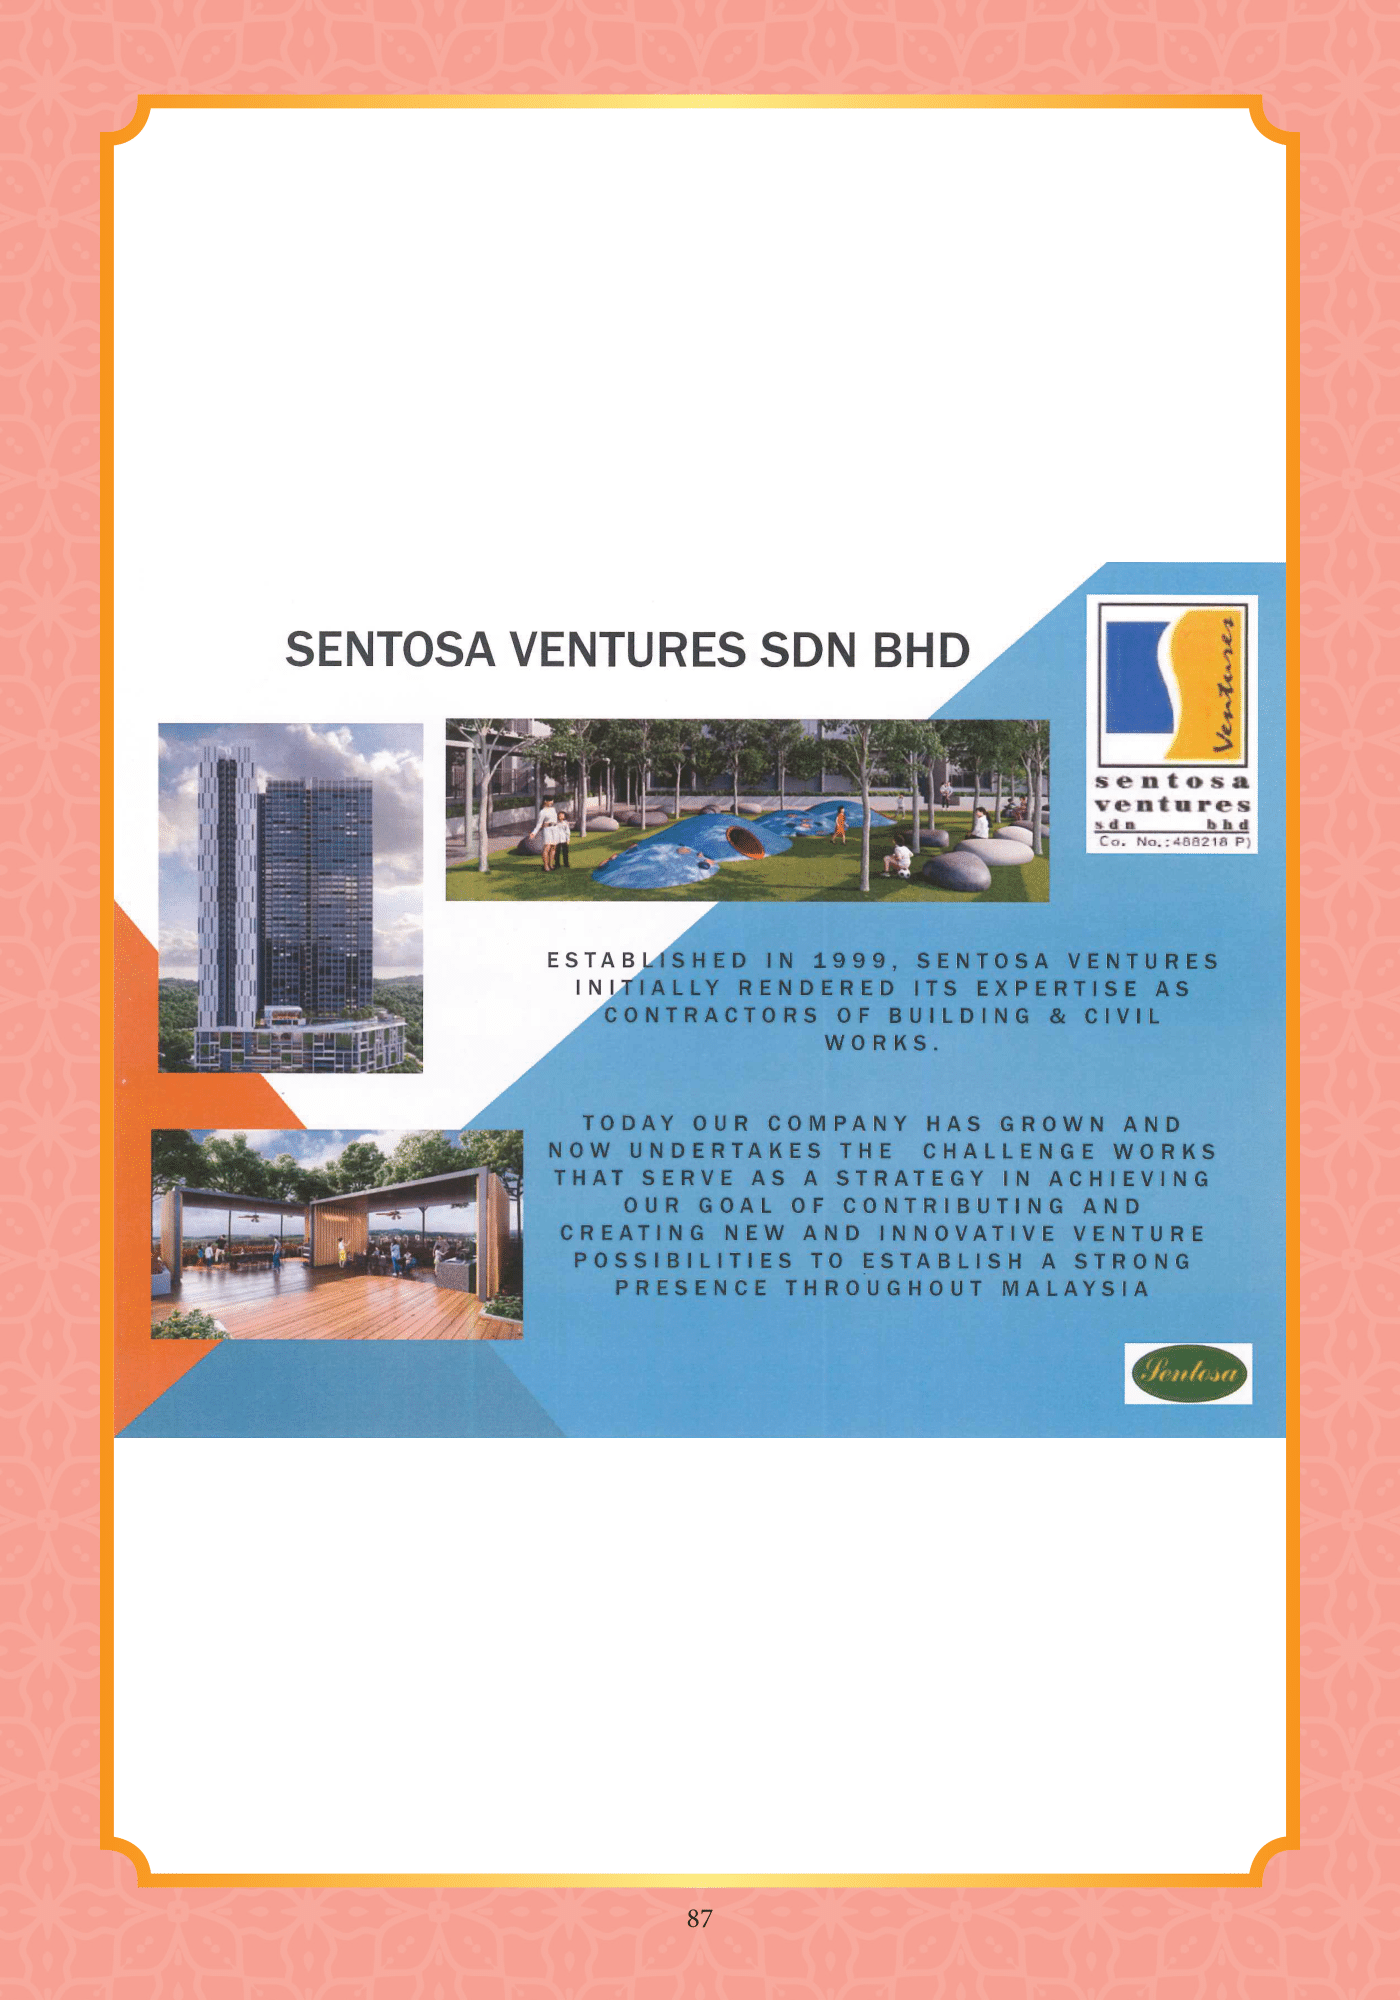 SENTOSA VENTURES SDN BHD
Ventures
sentosa
ventures
sdn bhd
Co. No.:488218 P)
ESTABLISHED IN 1999, SENTOSA VENTURES
INITIALLY RENDERED ITS EXPERTISE AS
CONTRACTORS OF BUILDING & CIVIL
WORKS.
TODAY OUR COMPANY HAS GROWN AND
NOW UNDERTAKES THE CHALLENGE WORKS
THAT SERVE AS A STRATEGY IN ACHIEVING
OUR GOAL OF CONTRIBUTING AND
CREATING NEW AND INNOVATIVE VENTURE
POSSIBILITIES TO ESTABLISH A STRONG
PRESENCE THROUGHOUT MALAYSIA
Sentosa
87